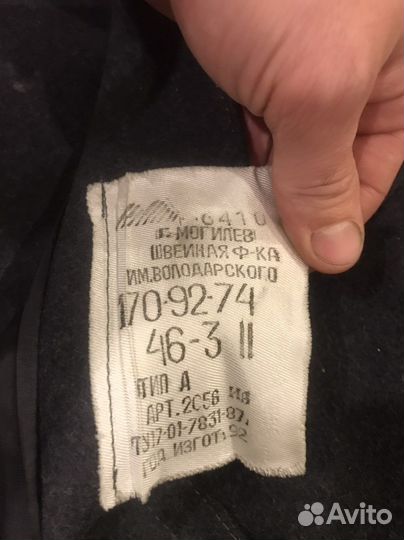 6410
г. МОГИЛЕВ
ШВЕЙНАЯ Ф-КА
ИМ.ВОЛОДАРСКОГО
170-92-74
46-3 II
ТИП А
АРТ. 2С56
ТУ17-01-7831-87,
ГОД ИЗГОТ. 92
Avito